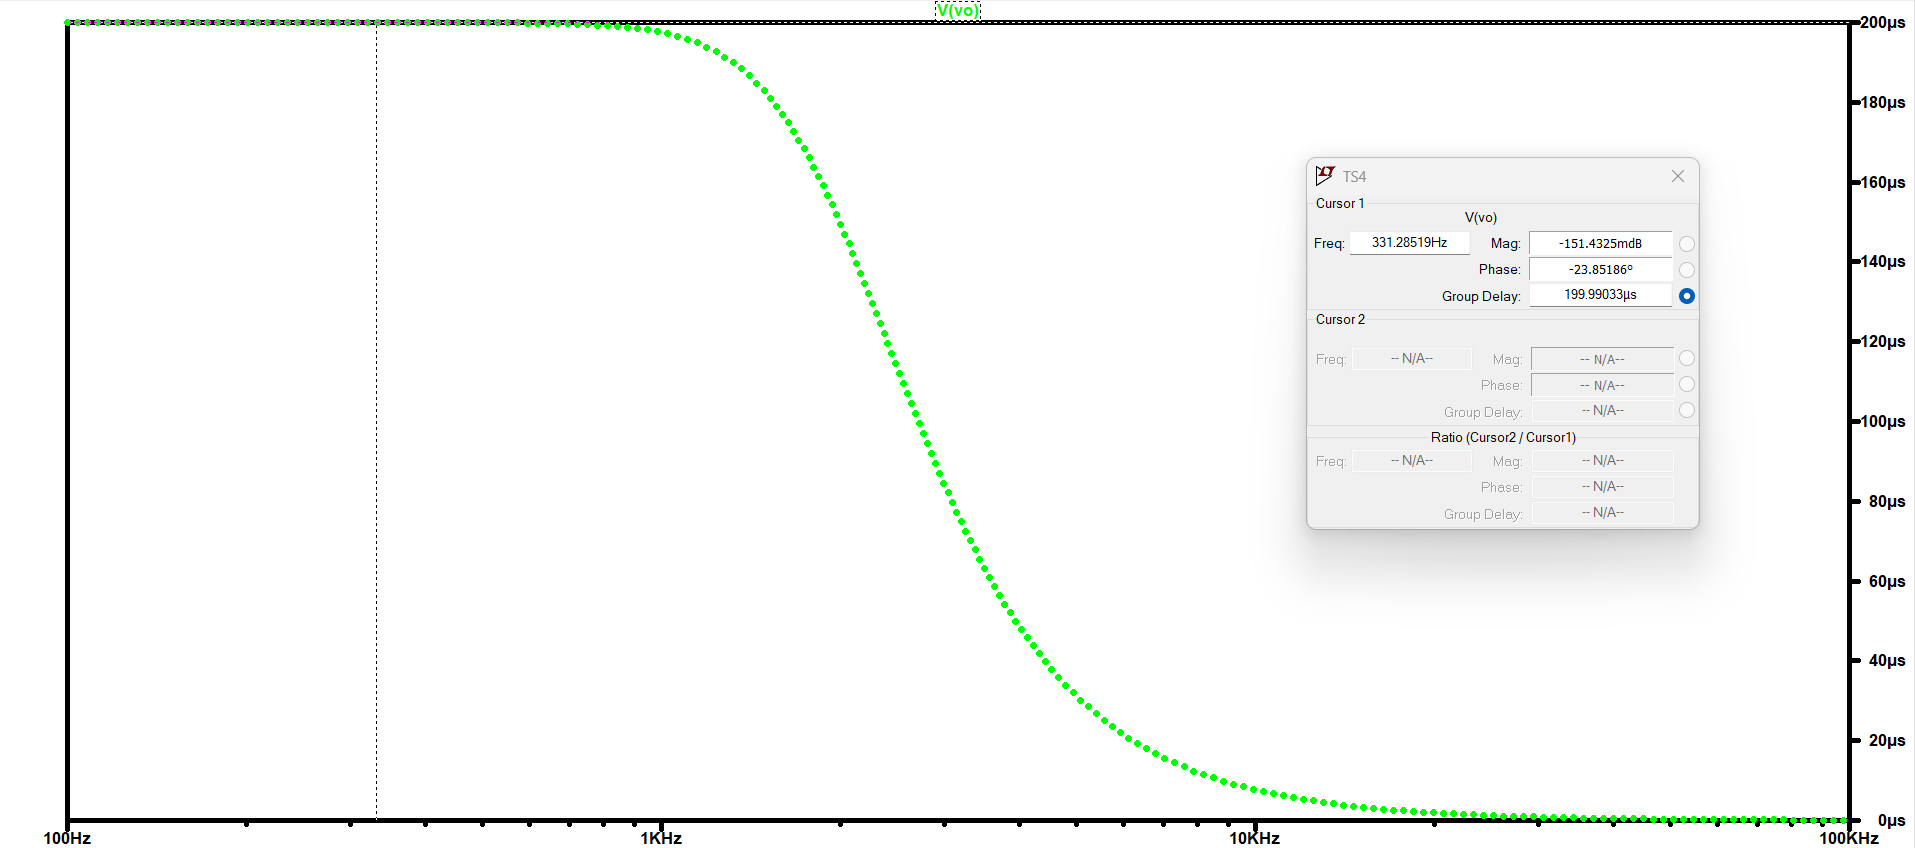 V(vo)
200µs
180µs
160µs
140µs
120µs
100µs
80µs
60µs
40µs
20µs
0µs
100Hz 1KHz 10KHz 100KHz
TS4
Cursor 1
V(vo)
Freq: 331.28519Hz Mag: -151.4325mdB
Phase: -23.85186°
Group Delay: 199.99033µs
Cursor 2
Freq: -- N/A-- Mag: -- N/A--
Phase: -- N/A--
Group Delay: -- N/A--
Ratio (Cursor2 / Cursor1)
Freq: -- N/A-- Mag: -- N/A--
Phase: -- N/A--
Group Delay: -- N/A--